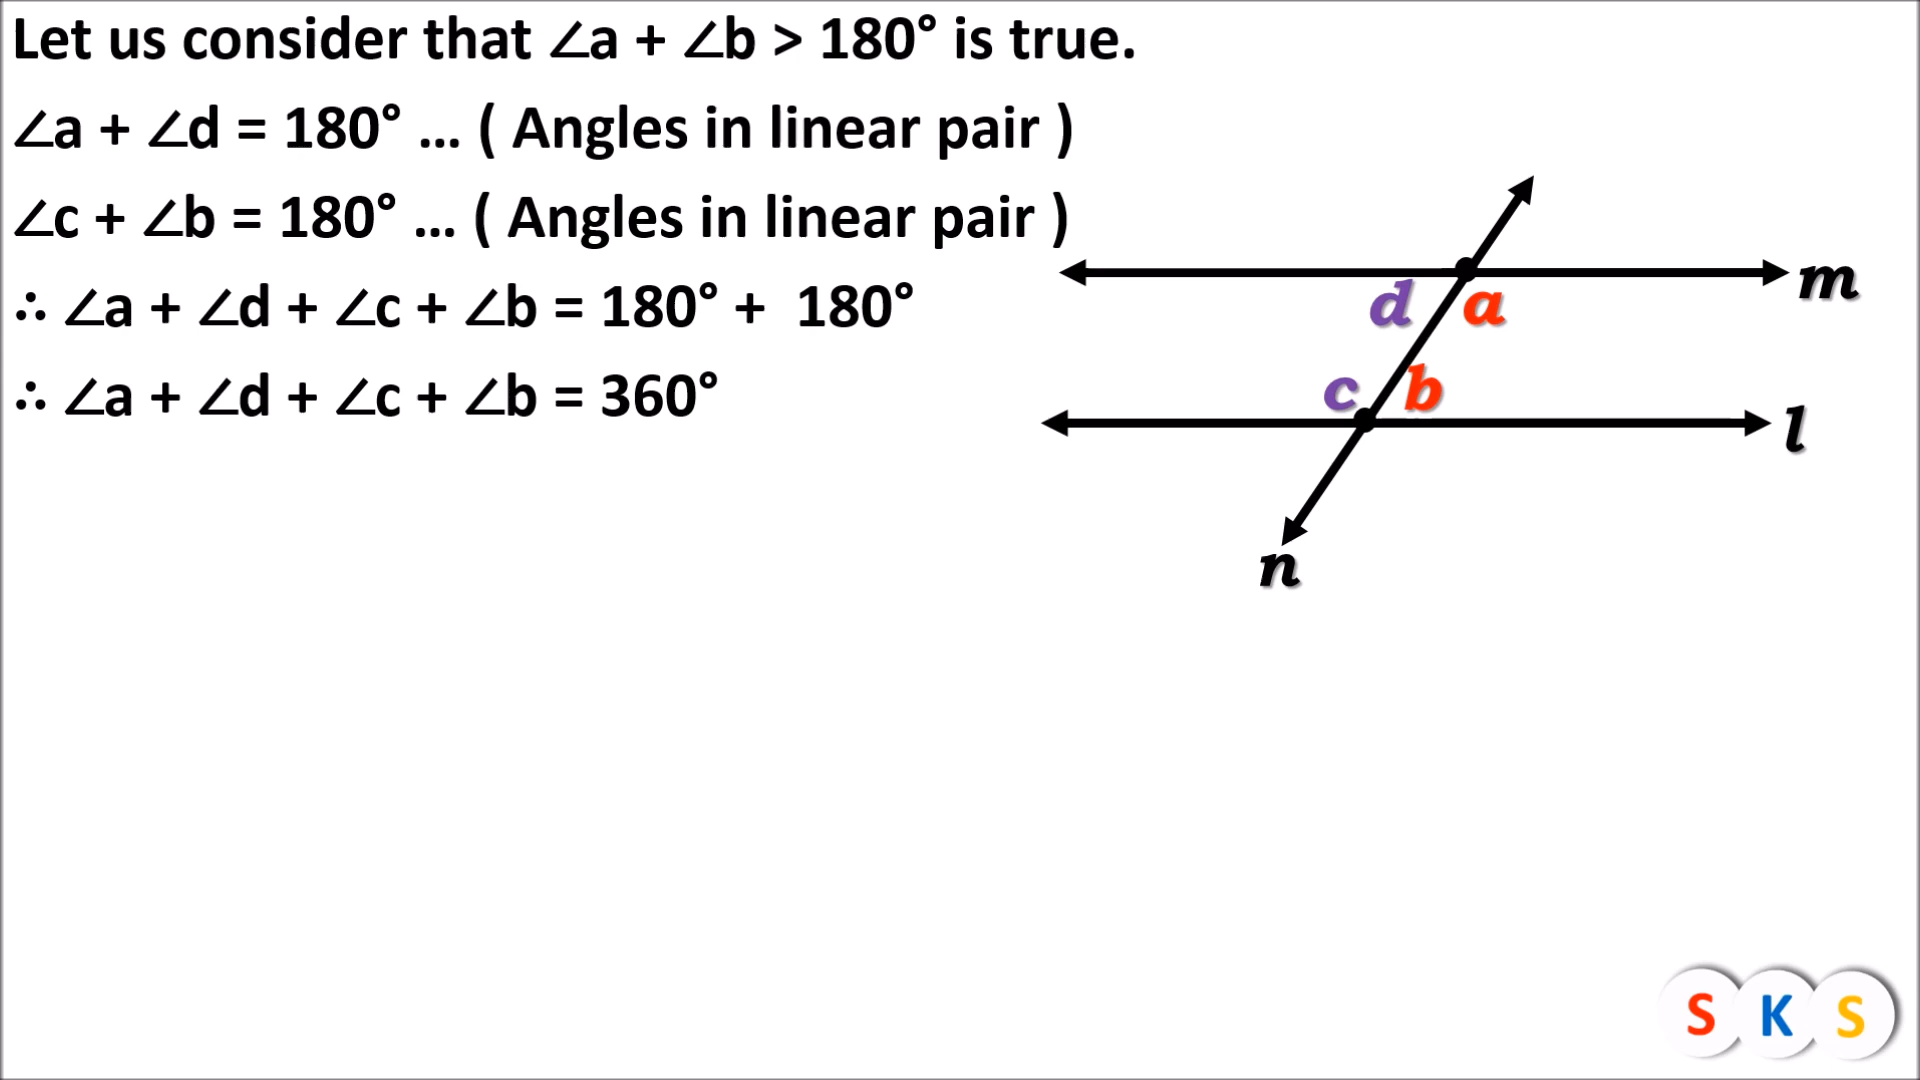 Let us consider that ∠a + ∠b > 180° is true.
∠a + ∠d = 180° ... ( Angles in linear pair )
∠c + ∠b = 180° ... ( Angles in linear pair )
∴ ∠a + ∠d + ∠c + ∠b = 180° + 180°
∴ ∠a + ∠d + ∠c + ∠b = 360°
m
d a
c b
l
n
S K S